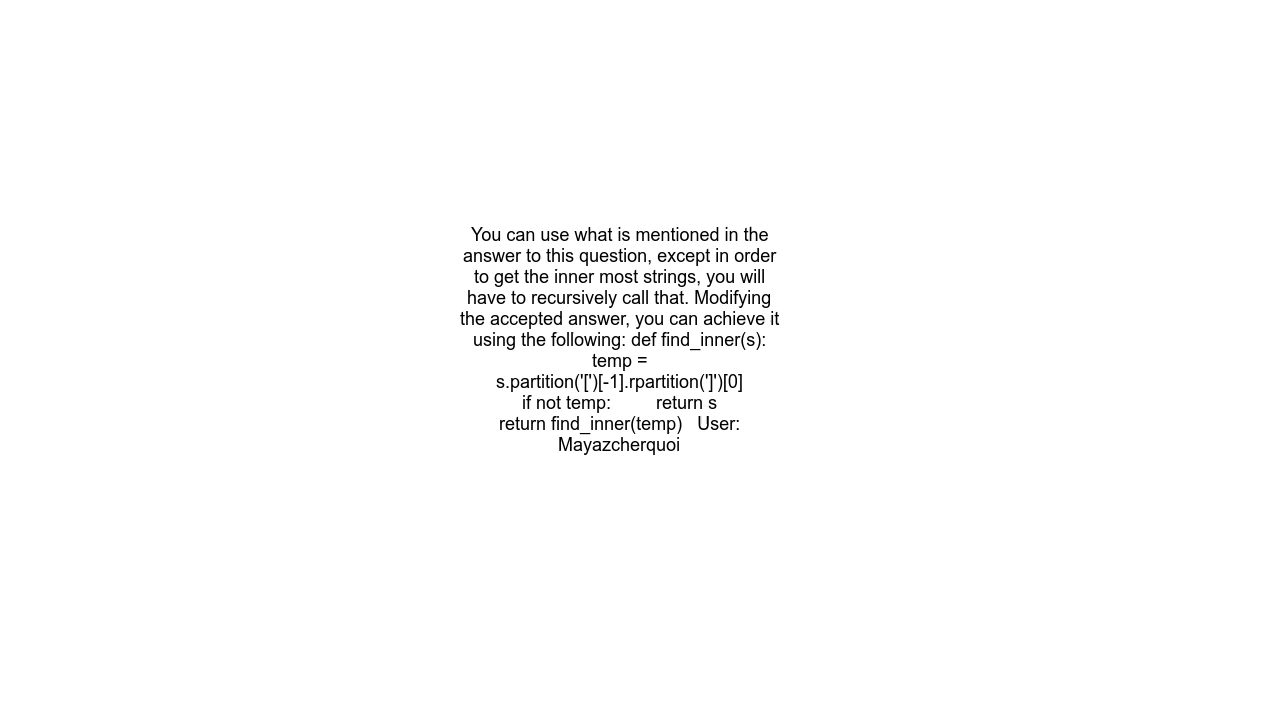 You can use what is mentioned in the
answer to this question, except in order
to get the inner most strings, you will
have to recursively call that. Modifying
the accepted answer, you can achieve it
using the following: def find_inner(s):
temp =
s.partition('[')[-1].rpartition(']')[0]
if not temp:         return s
return find_inner(temp)   User:
Mayazcherquoi